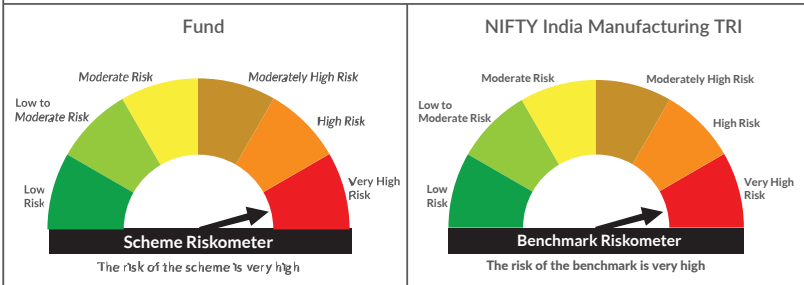 Fund
Moderate Risk
Moderately High Risk
Low to
Moderate Risk
High Risk
Low
Risk
Very High
Risk
Scheme Riskometer
The risk of the scheme is very high
NIFTY India Manufacturing TRI
Moderate Risk
Moderately High Risk
Low to
Moderate Risk
High Risk
Low
Risk
Very High
Risk
Benchmark Riskometer
The risk of the benchmark is very high